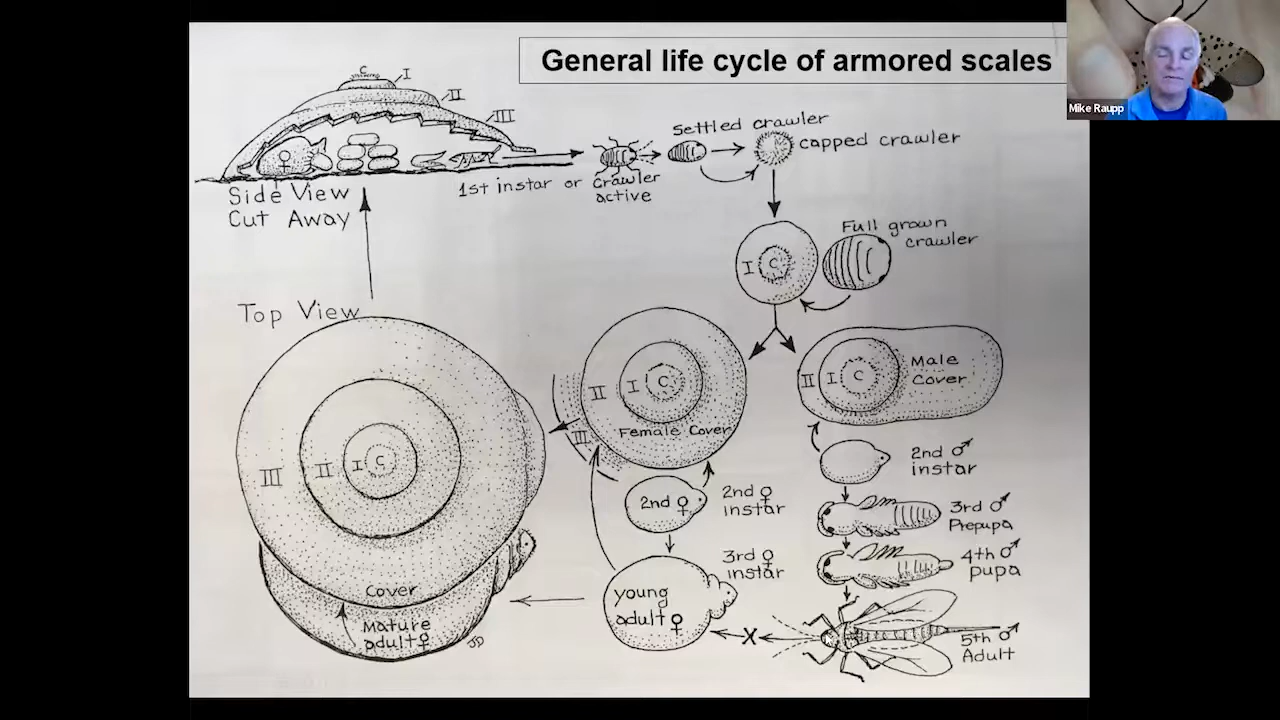 General life cycle of armored scales
Mike Raupp
C
I
II
III
Side View
Cut Away
1st instar or Crawler
active
settled crawler
capped crawler
Full grown
crawler
I C
Top View
III II I C
Cover
Mature
adult ♀
JD
II I C
III
Female Cover
2nd ♀
2nd ♀
instar
3rd ♀
instar
young
adult ♀
X
II I C
Male
Cover
2nd ♂
instar
3rd ♂
Prepupa
4th ♂
pupa
5th ♂
Adult
♀